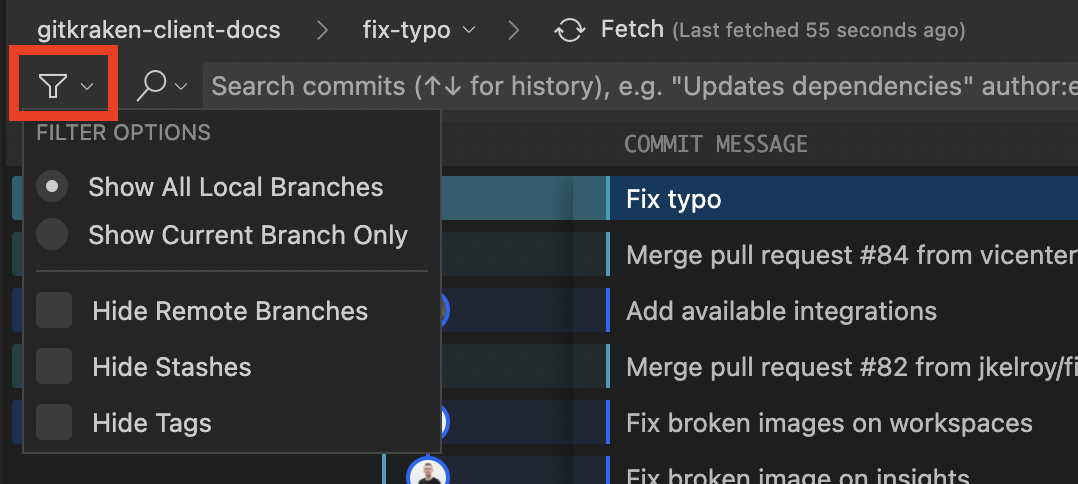 gitkraken-client-docs > fix-typo Fetch (Last fetched 55 seconds ago)
Search commits (↑↓ for history), e.g. "Updates dependencies" author:e
FILTER OPTIONS
COMMIT MESSAGE
Show All Local Branches
Fix typo
Show Current Branch Only
Merge pull request #84 from vicenter
Hide Remote Branches
Add available integrations
Hide Stashes
Merge pull request #82 from jkelroy/fi
Hide Tags
Fix broken images on workspaces
Fix broken image on insights